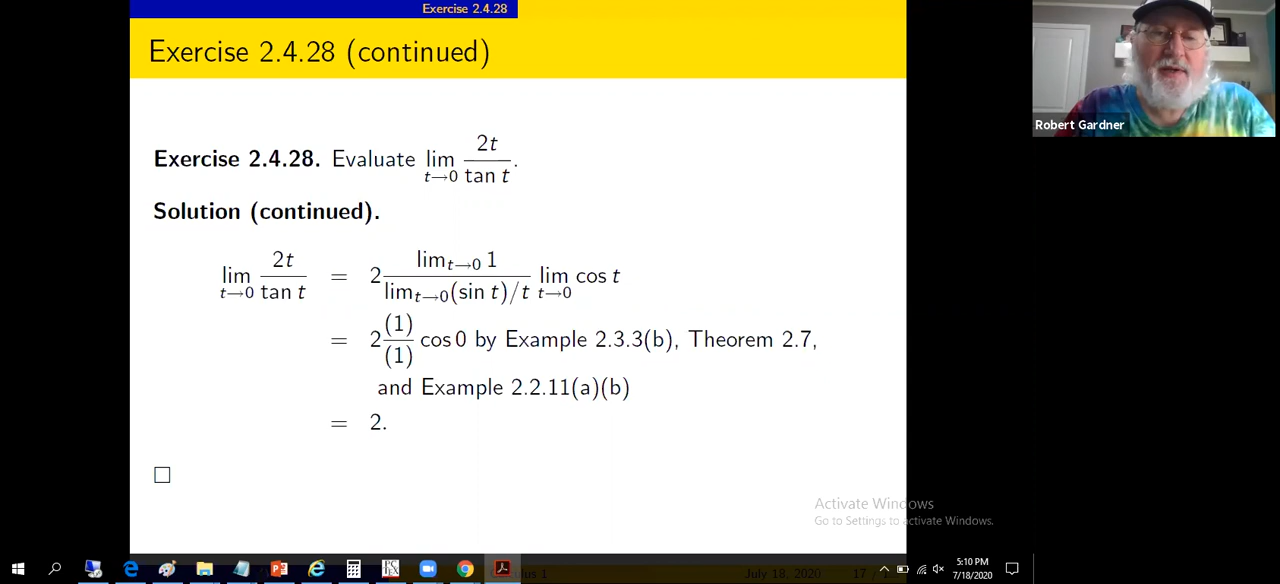 Exercise 2.4.28
Exercise 2.4.28 (continued)
Robert Gardner
Exercise 2.4.28. Evaluate lim_{t→0} 2t/tan t.
Solution (continued).
lim_{t→0} 2t/tan t = 2 lim_{t→0} 1/lim_{t→0}(sin t)/t lim_{t→0} cos t
= 2 (1)/(1) cos 0 by Example 2.3.3(b), Theorem 2.7,
and Example 2.2.11(a)(b)
= 2.
□
Activate Windows
Go to Settings to activate Windows.
5:10 PM
July 18, 2020
7/18/2020